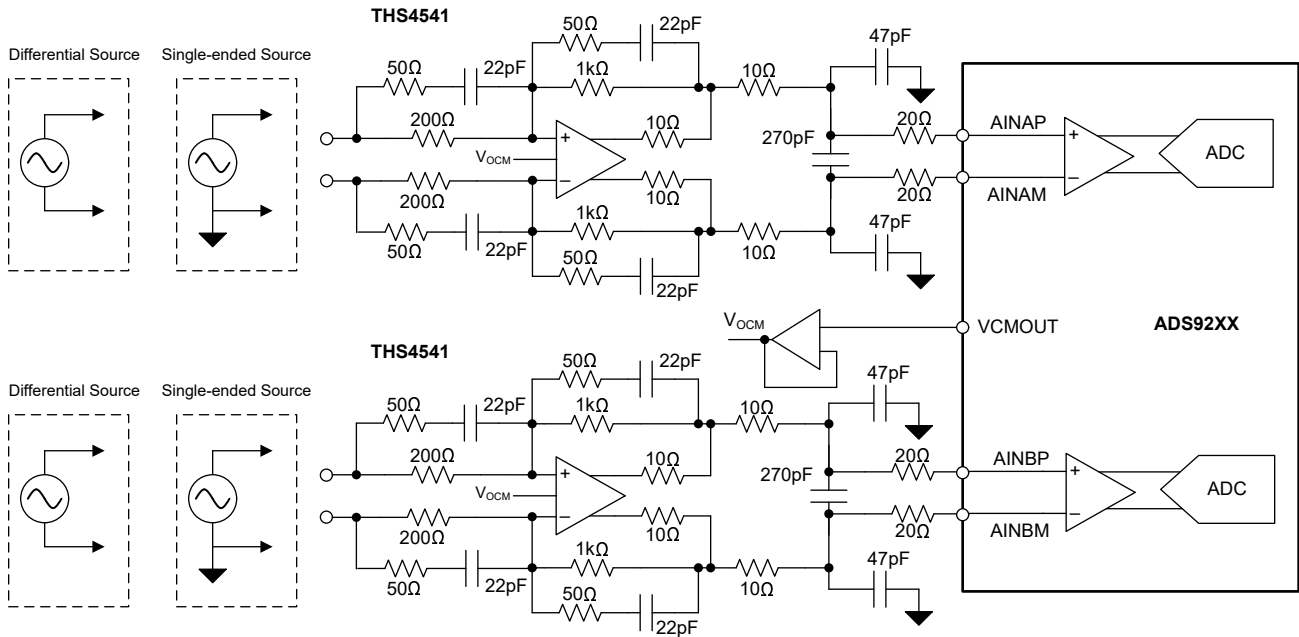 THS4541
50Ω
22pF
47pF
Differential Source
Single-ended Source
50Ω
22pF
1kΩ
10Ω
200Ω
10Ω
20Ω
AINAP
+
+
VOCM
270pF
ADC
−
−
AINAM
200Ω
10Ω
20Ω
1kΩ
10Ω
47pF
50Ω
22pF
50Ω
22pF
VOCM
VCMOUT
ADS92XX
THS4541
50Ω
22pF
47pF
Differential Source
Single-ended Source
50Ω
22pF
1kΩ
10Ω
200Ω
10Ω
20Ω
AINBP
+
+
VOCM
270pF
ADC
−
−
AINBM
200Ω
10Ω
20Ω
1kΩ
10Ω
47pF
50Ω
22pF
50Ω
22pF